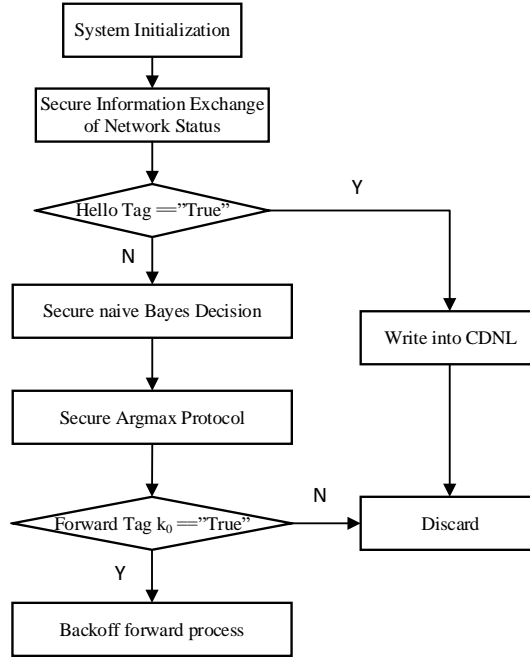 System Initialization
Secure Information Exchange
of Network Status
Hello Tag ==”True”
Y
N
Secure naive Bayes Decision
Write into CDNL
Secure Argmax Protocol
Forward Tag k₀ ==”True”
N
Discard
Y
Backoff forward process